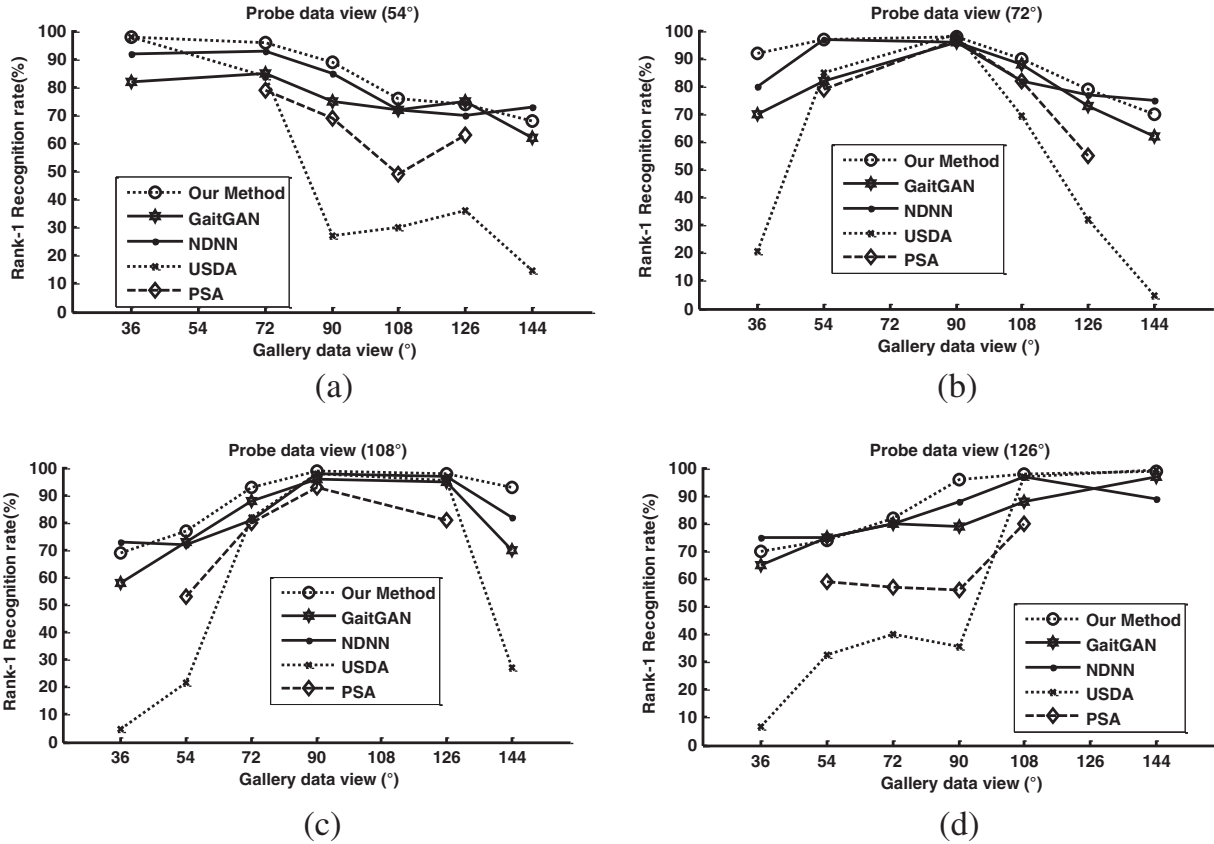 Probe data view (54°)
Rank-1 Recognition rate(%)
100
90
80
70
60
50
40
30
20
10
0
Our Method
GaitGAN
NDNN
USDA
PSA
36 54 72 90 108 126 144
Gallery data view (°)
(a)
Probe data view (72°)
Rank-1 Recognition rate(%)
100
90
80
70
60
50
40
30
20
10
0
Our Method
GaitGAN
NDNN
USDA
PSA
36 54 72 90 108 126 144
Gallery data view (°)
(b)
Probe data view (108°)
Rank-1 Recognition rate(%)
100
90
80
70
60
50
40
30
20
10
0
Our Method
GaitGAN
NDNN
USDA
PSA
36 54 72 90 108 126 144
Gallery data view (°)
(c)
Probe data view (126°)
Rank-1 Recognition rate(%)
100
90
80
70
60
50
40
30
20
10
0
Our Method
GaitGAN
NDNN
USDA
PSA
36 54 72 90 108 126 144
Gallery data view (°)
(d)